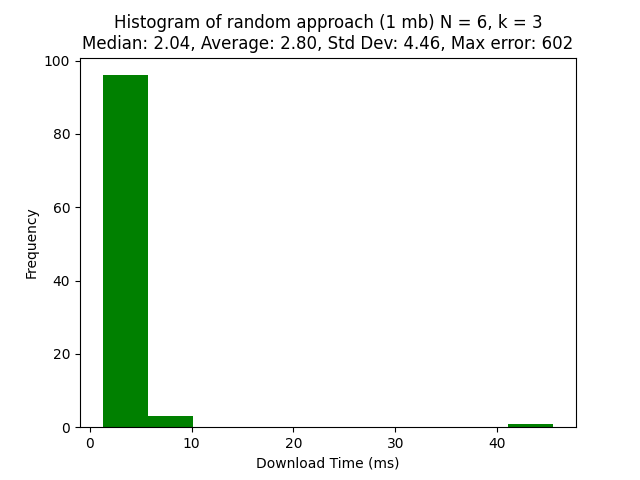 Histogram of random approach (1 mb) N = 6, k = 3
Median: 2.04, Average: 2.80, Std Dev: 4.46, Max error: 602
100
80
60
40
20
0
Frequency
0 10 20 30 40
Download Time (ms)